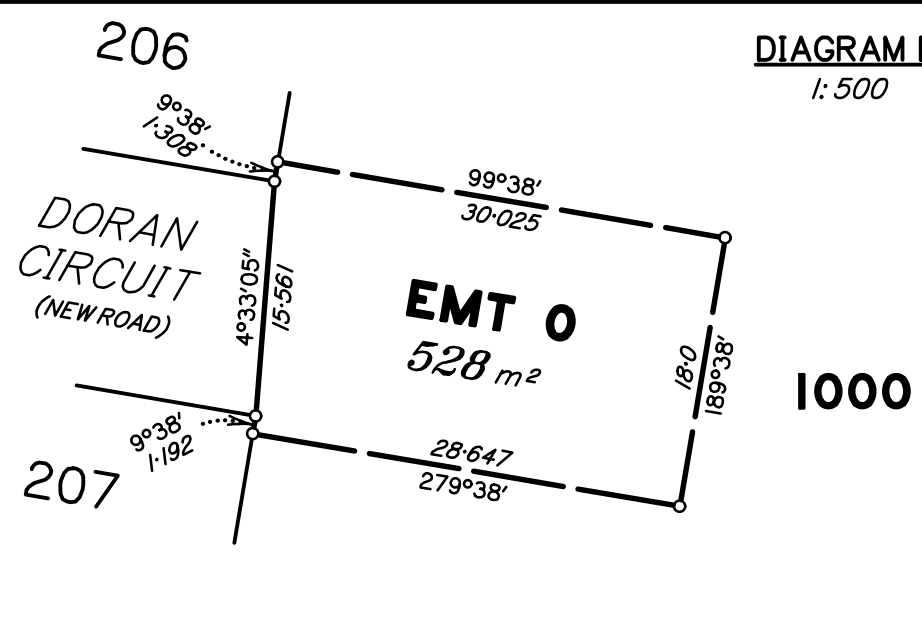 206
DIAGRAM
1:500
9°38′
1·308
99°38′
30·025
DORAN
CIRCUIT
(NEW ROAD)
4°33′05″
15·561
EMT O
528 m²
18·0
189°38′
1000
9°38′
1·192
28·647
279°38′
207